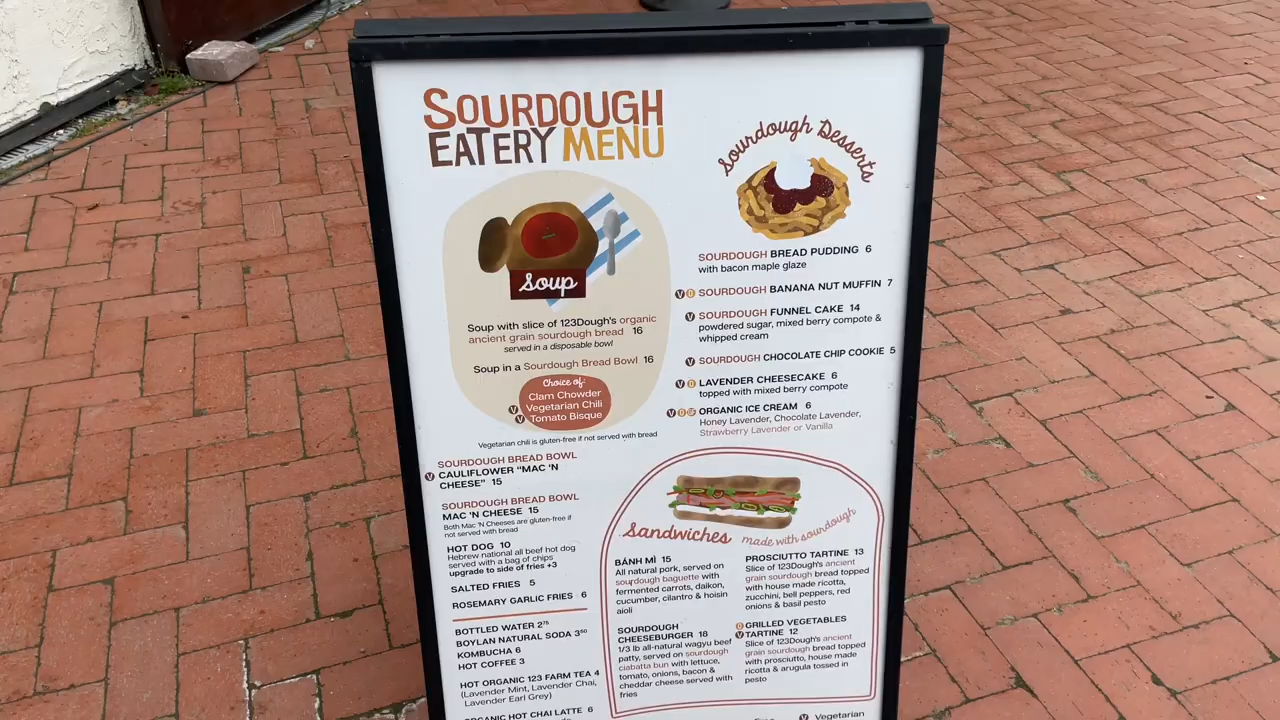 SOURDOUGH
EATERY MENU
Soup
Soup with slice of 123Dough's organic
ancient grain sourdough bread 16
served in a disposable bowl
Soup in a Sourdough Bread Bowl 16
Choice of:
Clam Chowder
V Vegetarian Chili
V Tomato Bisque
Vegetarian chili is gluten-free if not served with bread
SOURDOUGH BREAD BOWL
V CAULIFLOWER "MAC 'N
CHEESE" 15
SOURDOUGH BREAD BOWL
MAC 'N CHEESE 15
Both Mac 'N Cheeses are gluten-free if
not served with bread
HOT DOG 10
Hebrew national all beef hot dog
served with a bag of chips
upgrade to side of fries +3
SALTED FRIES 5
ROSEMARY GARLIC FRIES 6
BOTTLED WATER 2⁷⁵
BOYLAN NATURAL SODA 3⁵⁰
KOMBUCHA 6
HOT COFFEE 3
HOT ORGANIC 123 FARM TEA 4
(Lavender Mint, Lavender Chai,
Lavender Earl Grey)
ORGANIC HOT CHAI LATTE 6
Sourdough Desserts
SOURDOUGH BREAD PUDDING 6
with bacon maple glaze
V O SOURDOUGH BANANA NUT MUFFIN 7
V SOURDOUGH FUNNEL CAKE 14
powdered sugar, mixed berry compote &
whipped cream
V SOURDOUGH CHOCOLATE CHIP COOKIE 5
V O LAVENDER CHEESECAKE 6
topped with mixed berry compote
V O GF ORGANIC ICE CREAM 6
Honey Lavender, Chocolate Lavender,
Strawberry Lavender or Vanilla
Sandwiches made with sourdough
BÁNH MÌ 15
All natural pork, served on
sourdough baguette with
fermented carrots, daikon,
cucumber, cilantro & hoisin
aioli
SOURDOUGH
CHEESEBURGER 18
1/3 lb all-natural wagyu beef
patty, served on sourdough
ciabatta bun with lettuce,
tomato, onions, bacon &
cheddar cheese served with
fries
PROSCIUTTO TARTINE 13
Slice of 123Dough's ancient
grain sourdough bread topped
with house made ricotta,
zucchini, bell peppers, red
onions & basil pesto
O GRILLED VEGETABLES
V TARTINE 12
Slice of 123Dough's ancient
grain sourdough bread topped
with prosciutto, house made
ricotta & arugula tossed in
pesto
V Vegetarian